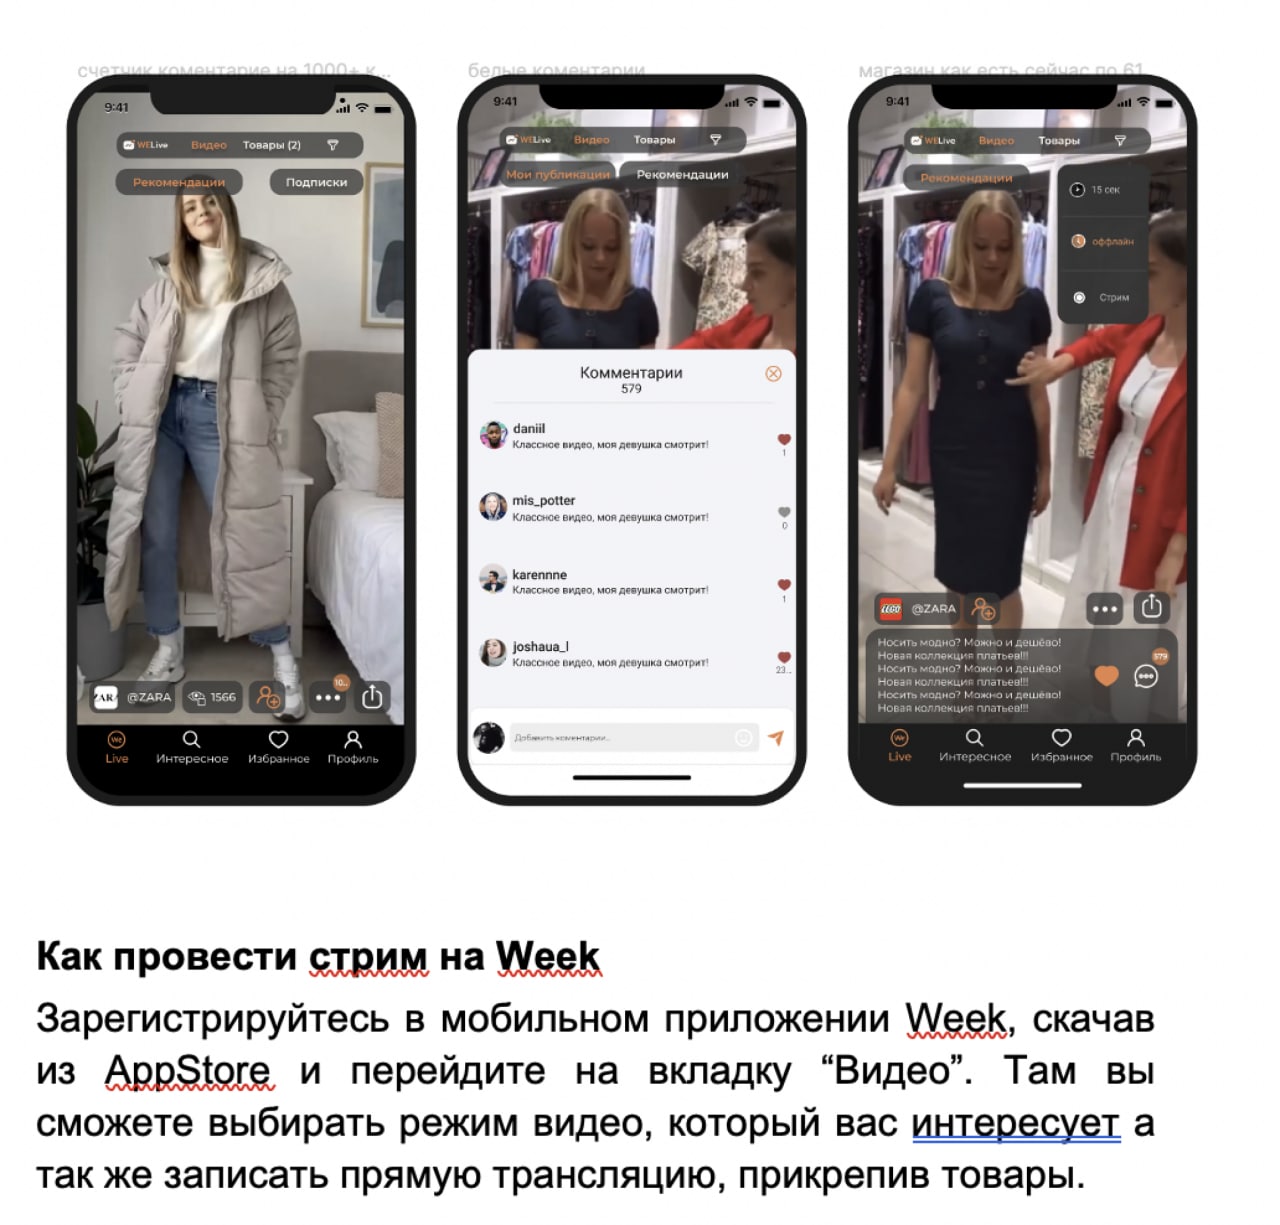 счетчик коментарие на 1000+ к...
9:41
WELive Видео Товары (2)
Рекомендации Подписки
ZARA @ZARA 1566 10...
Live Интересное Избранное Профиль
белые коментарии
9:41
WELive Видео Товары
Мои публикации Рекомендации
Комментарии
579
daniil
Классное видео, моя девушка смотрит!
1
mis_potter
Классное видео, моя девушка смотрит!
0
karennne
Классное видео, моя девушка смотрит!
1
joshaua_l
Классное видео, моя девушка смотрит!
23...
Добавить коментарии...
магазин как есть сейчас по 61
9:41
WELive Видео Товары
Рекомендации
15 сек
оффлайн
Стрим
LEGO @ZARA
Носить модно? Можно и дешёво!
Новая коллекция платьев!!!
Носить модно? Можно и дешёво!
Новая коллекция платьев!!!
Носить модно? Можно и дешёво!
Новая коллекция платьев!!!
579
We
Live Интересное Избранное Профиль
Как провести стрим на Week
Зарегистрируйтесь в мобильном приложении Week, скачав
из AppStore и перейдите на вкладку “Видео”. Там вы
сможете выбирать режим видео, который вас интересует а
так же записать прямую трансляцию, прикрепив товары.